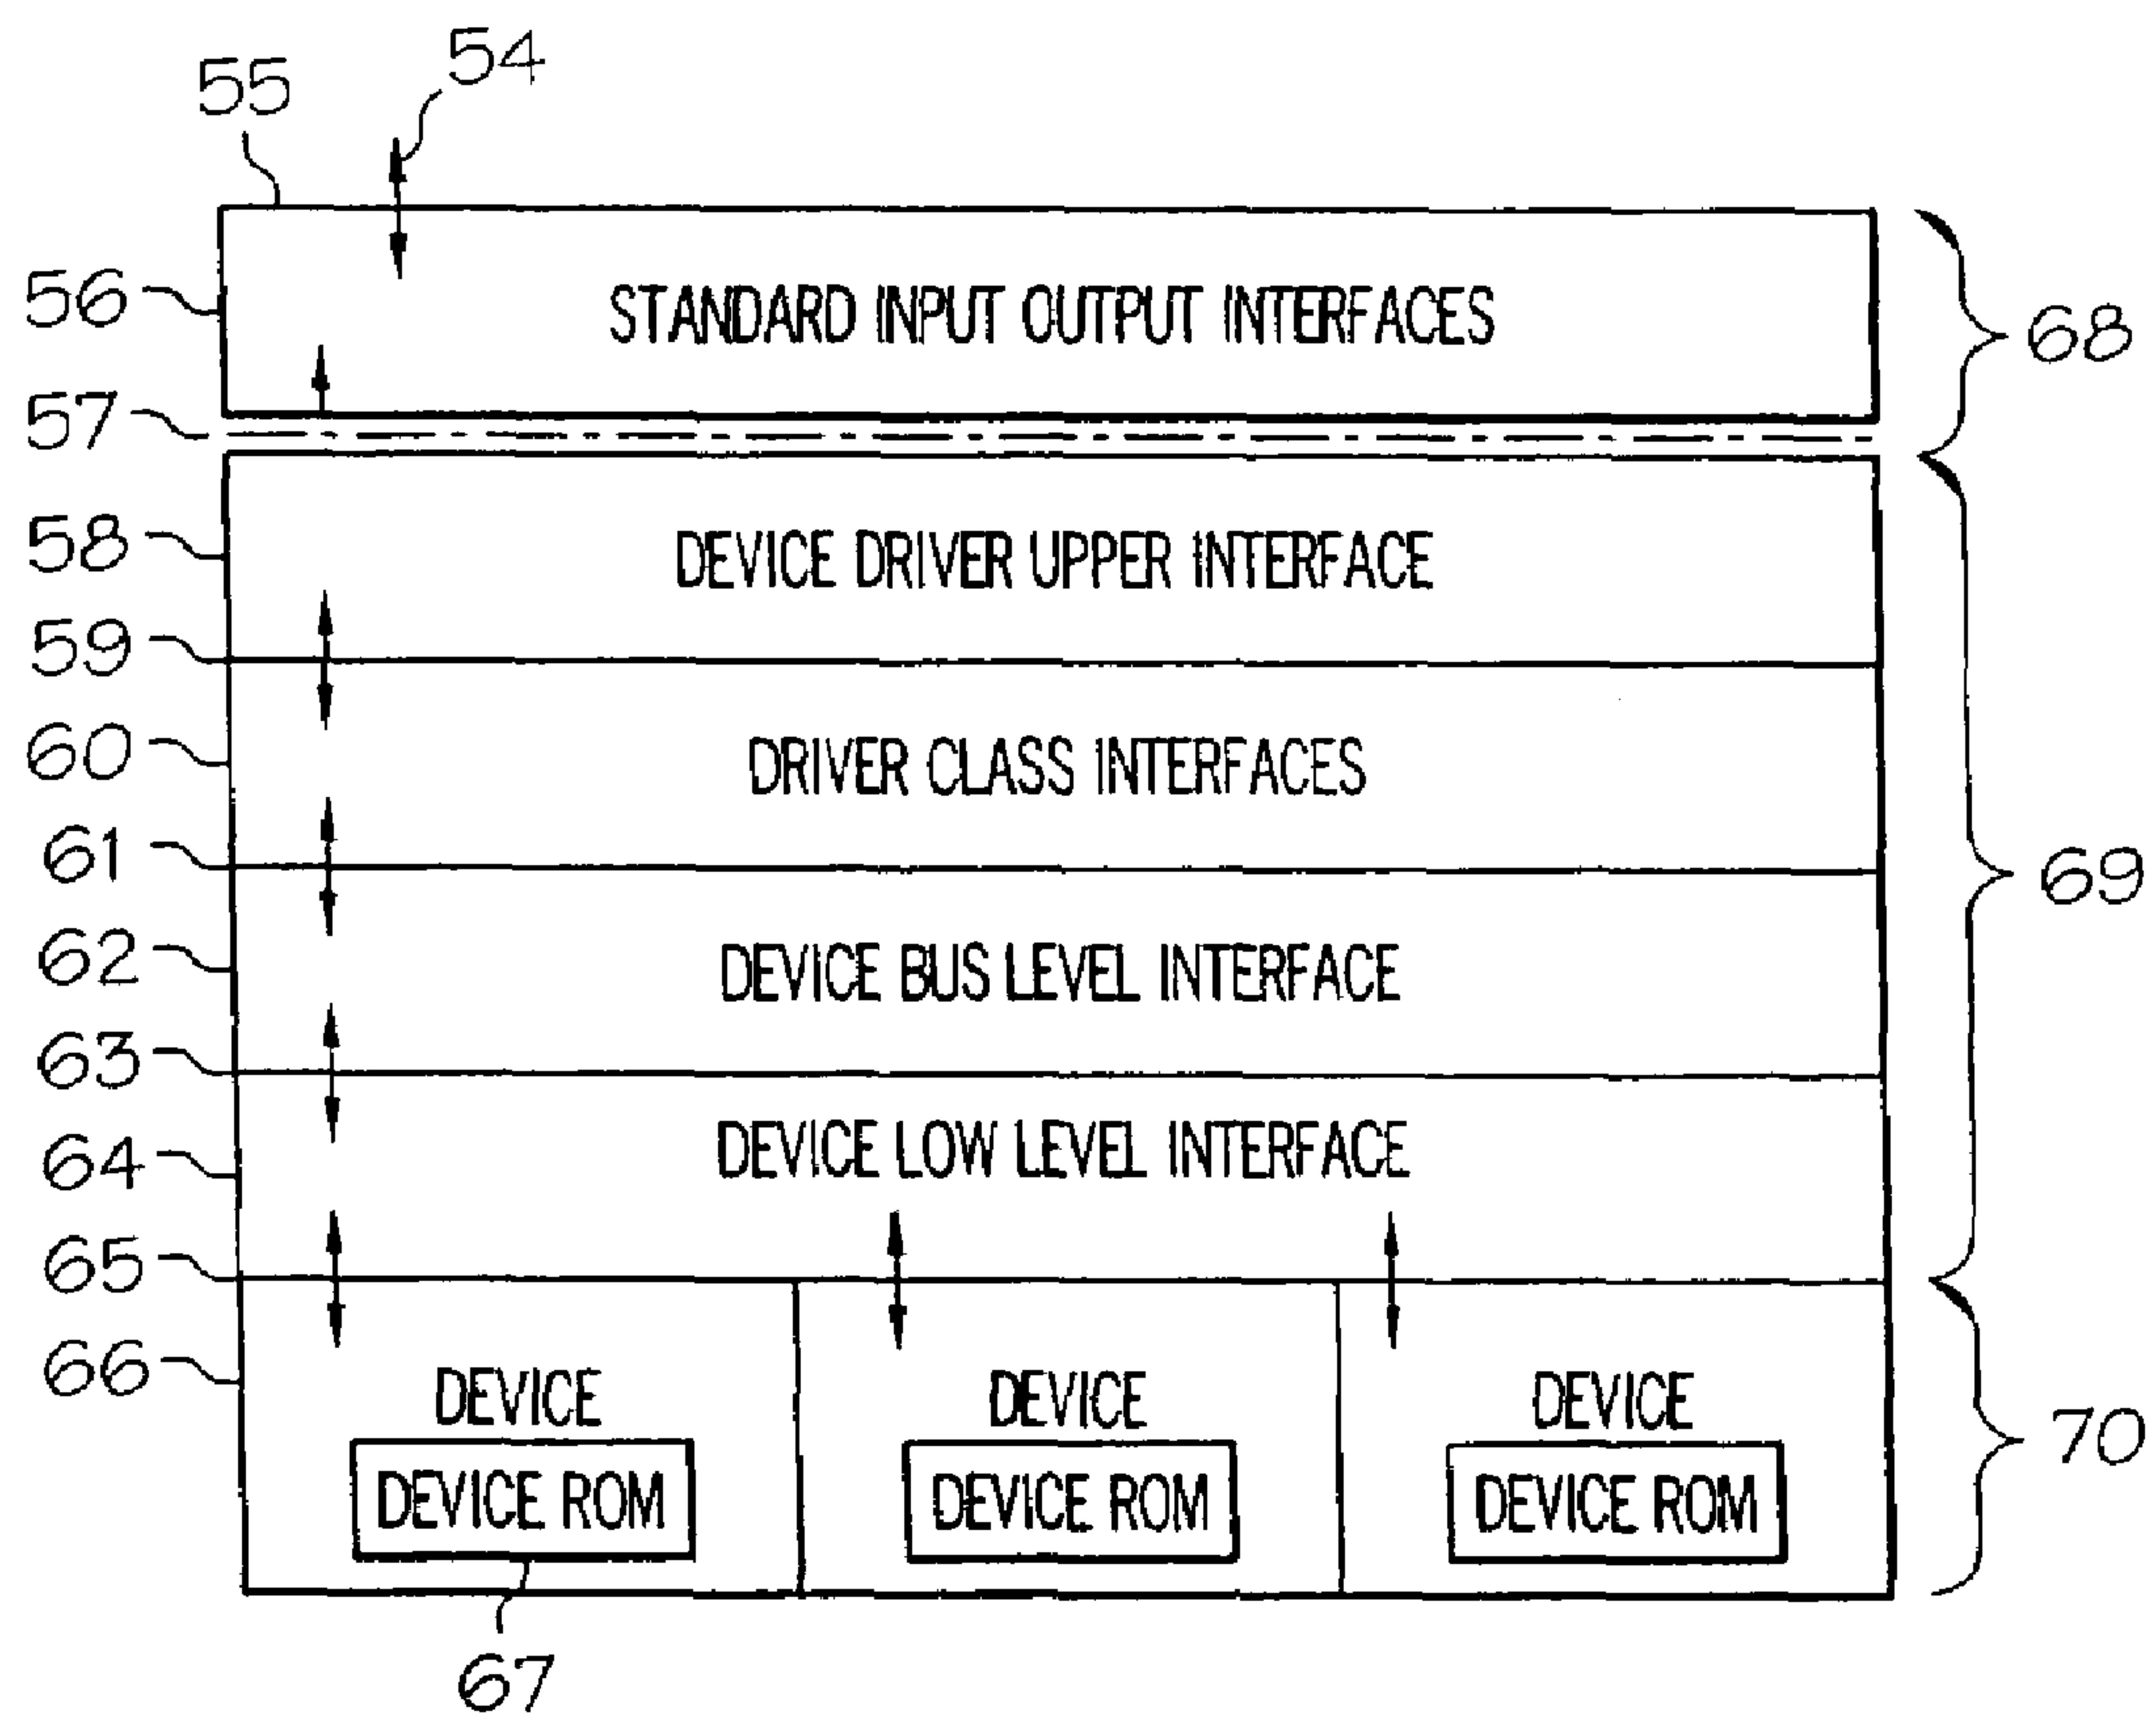 54
55
56
STANDARD INPUT OUTPUT INTERFACES
68
57
58
DEVICE DRIVER UPPER INTERFACE
59
60
DRIVER CLASS INTERFACES
61
69
62
DEVICE BUS LEVEL INTERFACE
63
64
DEVICE LOW LEVEL INTERFACE
65
66
DEVICE
DEVICE
DEVICE
70
DEVICE ROM
DEVICE ROM
DEVICE ROM
67